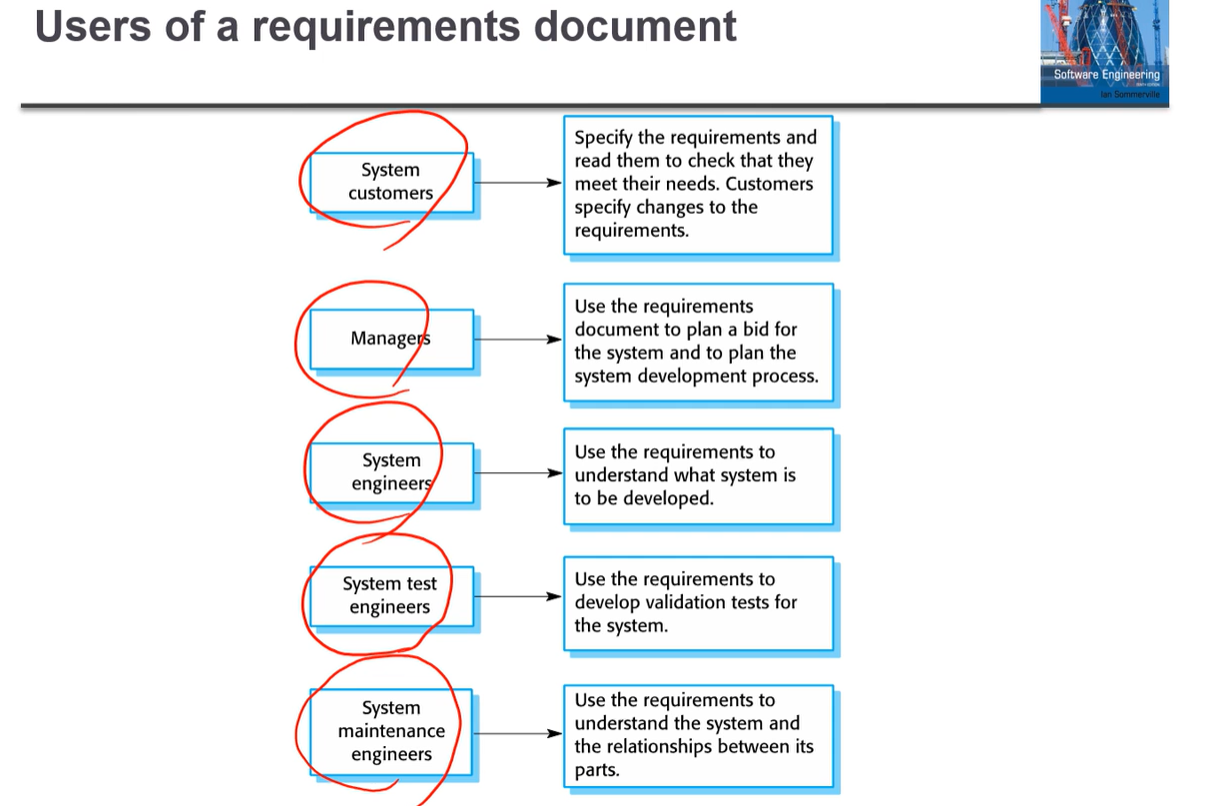 Users of a requirements document
Software Engineering
Ian Sommerville
System
customers
Specify the requirements and
read them to check that they
meet their needs. Customers
specify changes to the
requirements.
Managers
Use the requirements
document to plan a bid for
the system and to plan the
system development process.
System
engineers
Use the requirements to
understand what system is
to be developed.
System test
engineers
Use the requirements to
develop validation tests for
the system.
System
maintenance
engineers
Use the requirements to
understand the system and
the relationships between its
parts.